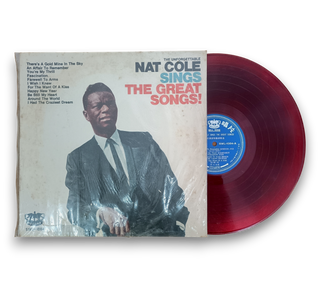 THE UNFORGETTABLE
NAT COLE
SINGS
THE GREAT
SONGS!
There's A Gold Mine In The Sky
An Affair To Remember
You're My Thrill
Fascination
Farewell To Arms
I Wish I Knew
For The Want Of A Kiss
Happy New Year
Be Still My Heart
Around The World
I Had The Craziest Dream